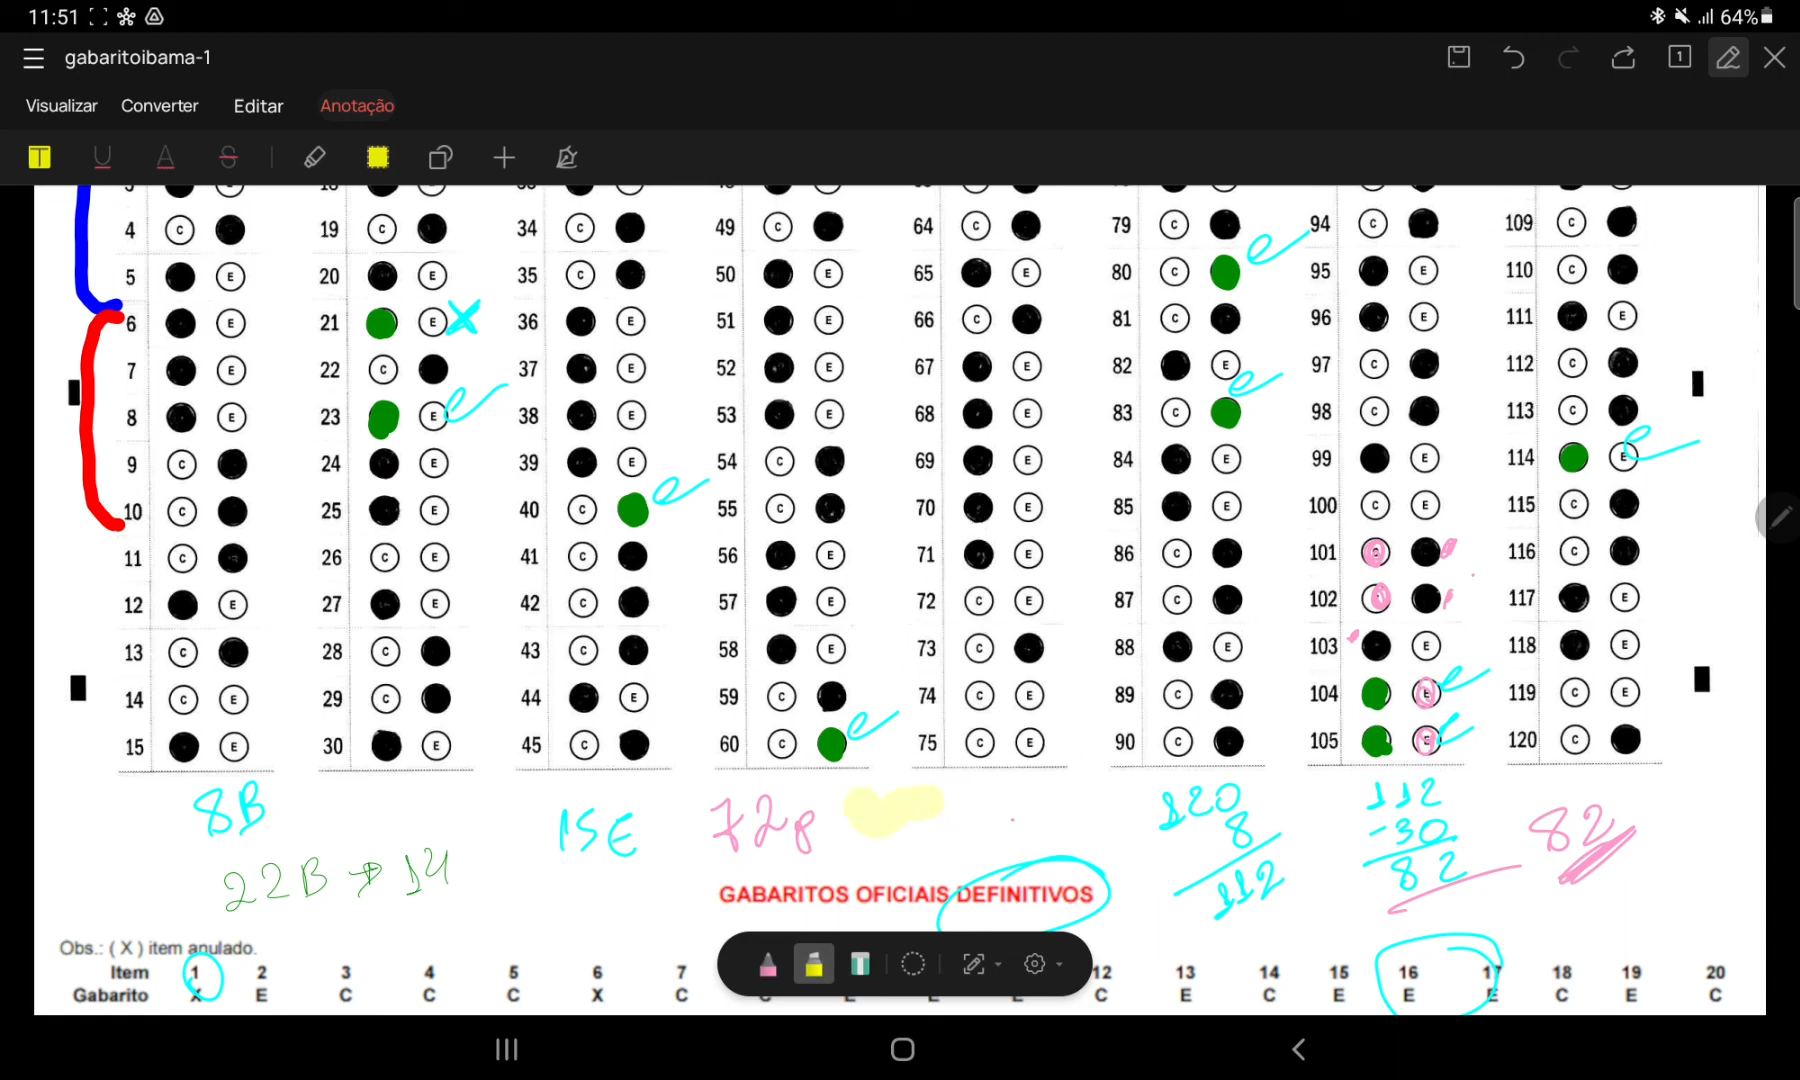 11:51 64%
gabaritoibama-1 1
Visualizar Converter Editar Anotação
T U A S
4 C 19 C 34 C 49 C 64 C 79 C 94 C 109 C
5 E 20 E 35 C 50 E 65 E 80 C 95 E 110 C
6 E 21 E 36 E 51 E 66 C 81 C 96 E 111 E
7 E 22 C 37 E 52 E 67 E 82 E 97 C 112 C
8 E 23 E 38 E 53 E 68 E 83 C 98 C 113 C
9 C 24 E 39 E 54 C 69 E 84 E 99 E 114 E
10 C 25 E 40 C 55 C 70 E 85 E 100 C E 115 C
11 C 26 C E 41 C 56 E 71 E 86 C 101 C 116 C
12 E 27 E 42 C 57 E 72 C E 87 C 102 117 E
13 C 28 C 43 C 58 E 73 C 88 E 103 E 118 E
14 C E 29 C 44 E 59 C 74 C E 89 C 104 E 119 C E
15 E 30 E 45 C 60 C 75 C E 90 C 105 E 120 C
8B 15E 72 120 112 82
8 -30
22B → 14 112 82
GABARITOS OFICIAIS DEFINITIVOS
Obs.: ( X ) item anulado.
Item 1 2 3 4 5 6 7 12 13 14 15 16 17 18 19 20
Gabarito X E C C C X C C E C E E E C E C